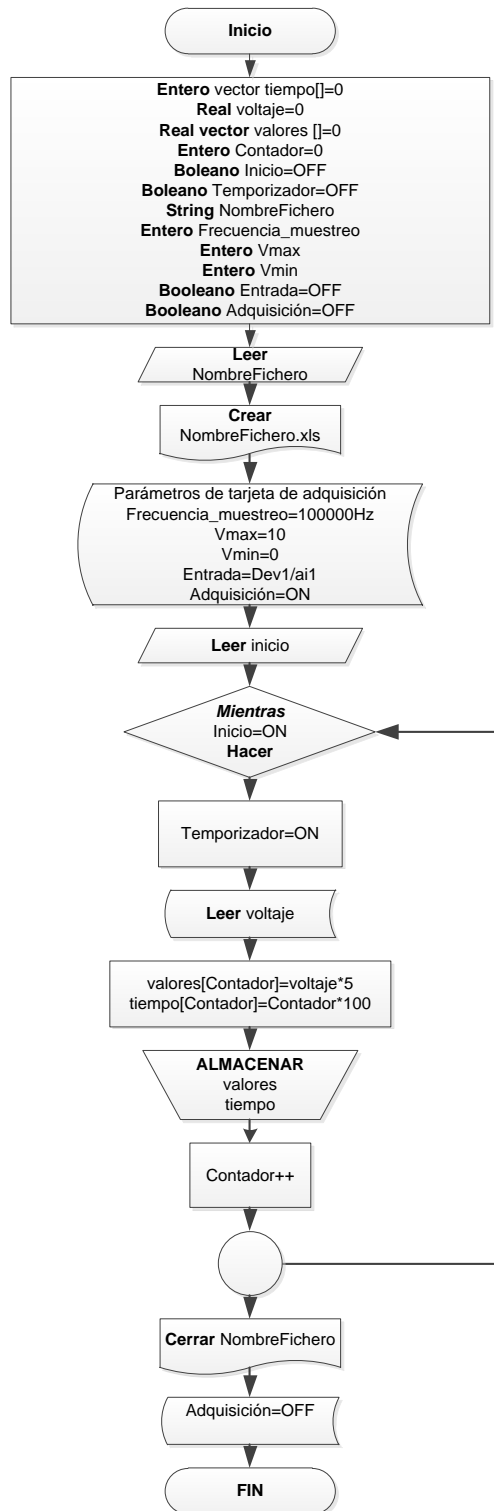 Inicio
Entero vector tiempo[]=0
Real voltaje=0
Real vector valores []=0
Entero Contador=0
Boleano Inicio=OFF
Boleano Temporizador=OFF
String NombreFichero
Entero Frecuencia_muestreo
Entero Vmax
Entero Vmin
Booleano Entrada=OFF
Booleano Adquisición=OFF
Leer
NombreFichero
Crear
NombreFichero.xls
Parámetros de tarjeta de adquisición
Frecuencia_muestreo=100000Hz
Vmax=10
Vmin=0
Entrada=Dev1/ai1
Adquisición=ON
Leer inicio
Mientras
Inicio=ON
Hacer
Temporizador=ON
Leer voltaje
valores[Contador]=voltaje*5
tiempo[Contador]=Contador*100
ALMACENAR
valores
tiempo
Contador++
Cerrar NombreFichero
Adquisición=OFF
FIN